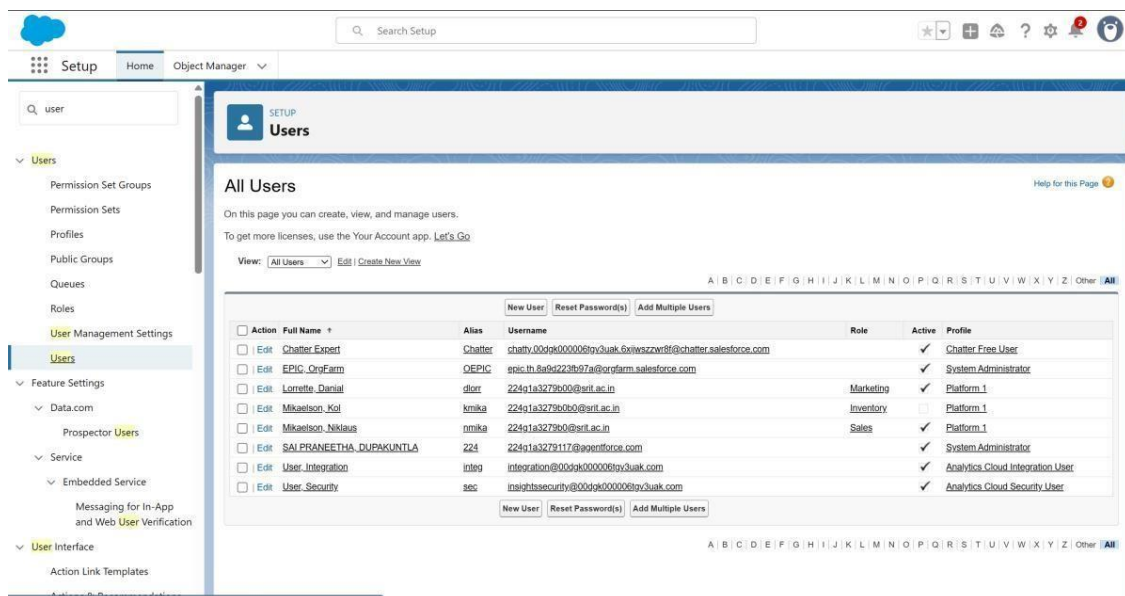 Search Setup
2
Setup Home Object Manager
user
SETUP
Users
Users
Permission Set Groups
Permission Sets
Profiles
Public Groups
Queues
Roles
User Management Settings
Users
Feature Settings
Data.com
Prospector Users
Service
Embedded Service
Messaging for In-App
and Web User Verification
User Interface
Action Link Templates
All Users
Help for this Page
On this page you can create, view, and manage users.
To get more licenses, use the Your Account app. Let's Go
View: All Users Edit | Create New View
A | B | C | D | E | F | G | H | I | J | K | L | M | N | O | P | Q | R | S | T | U | V | W | X | Y | Z | Other All
New User Reset Password(s) Add Multiple Users
Action Full Name Alias Username Role Active Profile
Edit Chatter Expert Chatter chatty.00dgk000006tgv3uak.6xijwszzwr8f@chatter.salesforce.com Chatter Free User
Edit EPIC, OrgFarm OEPIC epic.th.8a9d223fb97a@orgfarm.salesforce.com System Administrator
Edit Lorrette, Danial dlorr 224g1a3279b00@srit.ac.in Marketing Platform 1
Edit Mikaelson, Kol kmika 224g1a3279b0b0@srit.ac.in Inventory Platform 1
Edit Mikaelson, Niklaus nmika 224g1a3279b0@srit.ac.in Sales Platform 1
Edit SAI PRANEETHA, DUPAKUNTLA 224 224g1a3279117@agentforce.com System Administrator
Edit User, Integration integ integration@00dgk000006tgv3uak.com Analytics Cloud Integration User
Edit User, Security sec insightssecurity@00dgk000006tgv3uak.com Analytics Cloud Security User
New User Reset Password(s) Add Multiple Users
A | B | C | D | E | F | G | H | I | J | K | L | M | N | O | P | Q | R | S | T | U | V | W | X | Y | Z | Other All